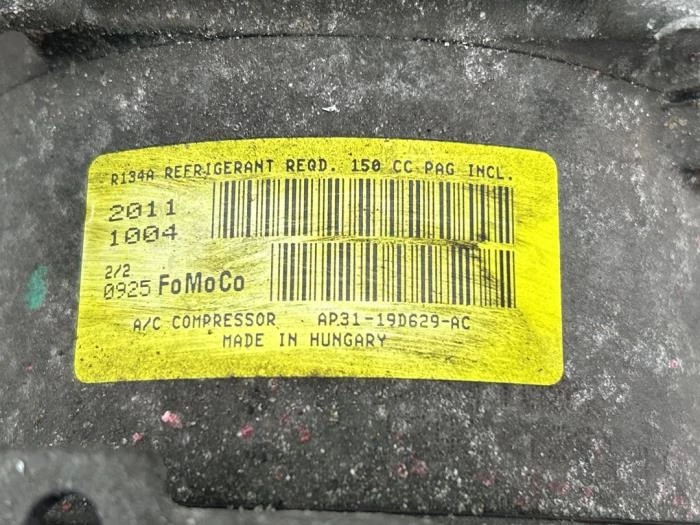 R134A REFRIGERANT REQD. 150 CC PAG INCL.
2011
1004
2/2
0925 FoMoCo
A/C COMPRESSOR AP31-19D629-AC
MADE IN HUNGARY